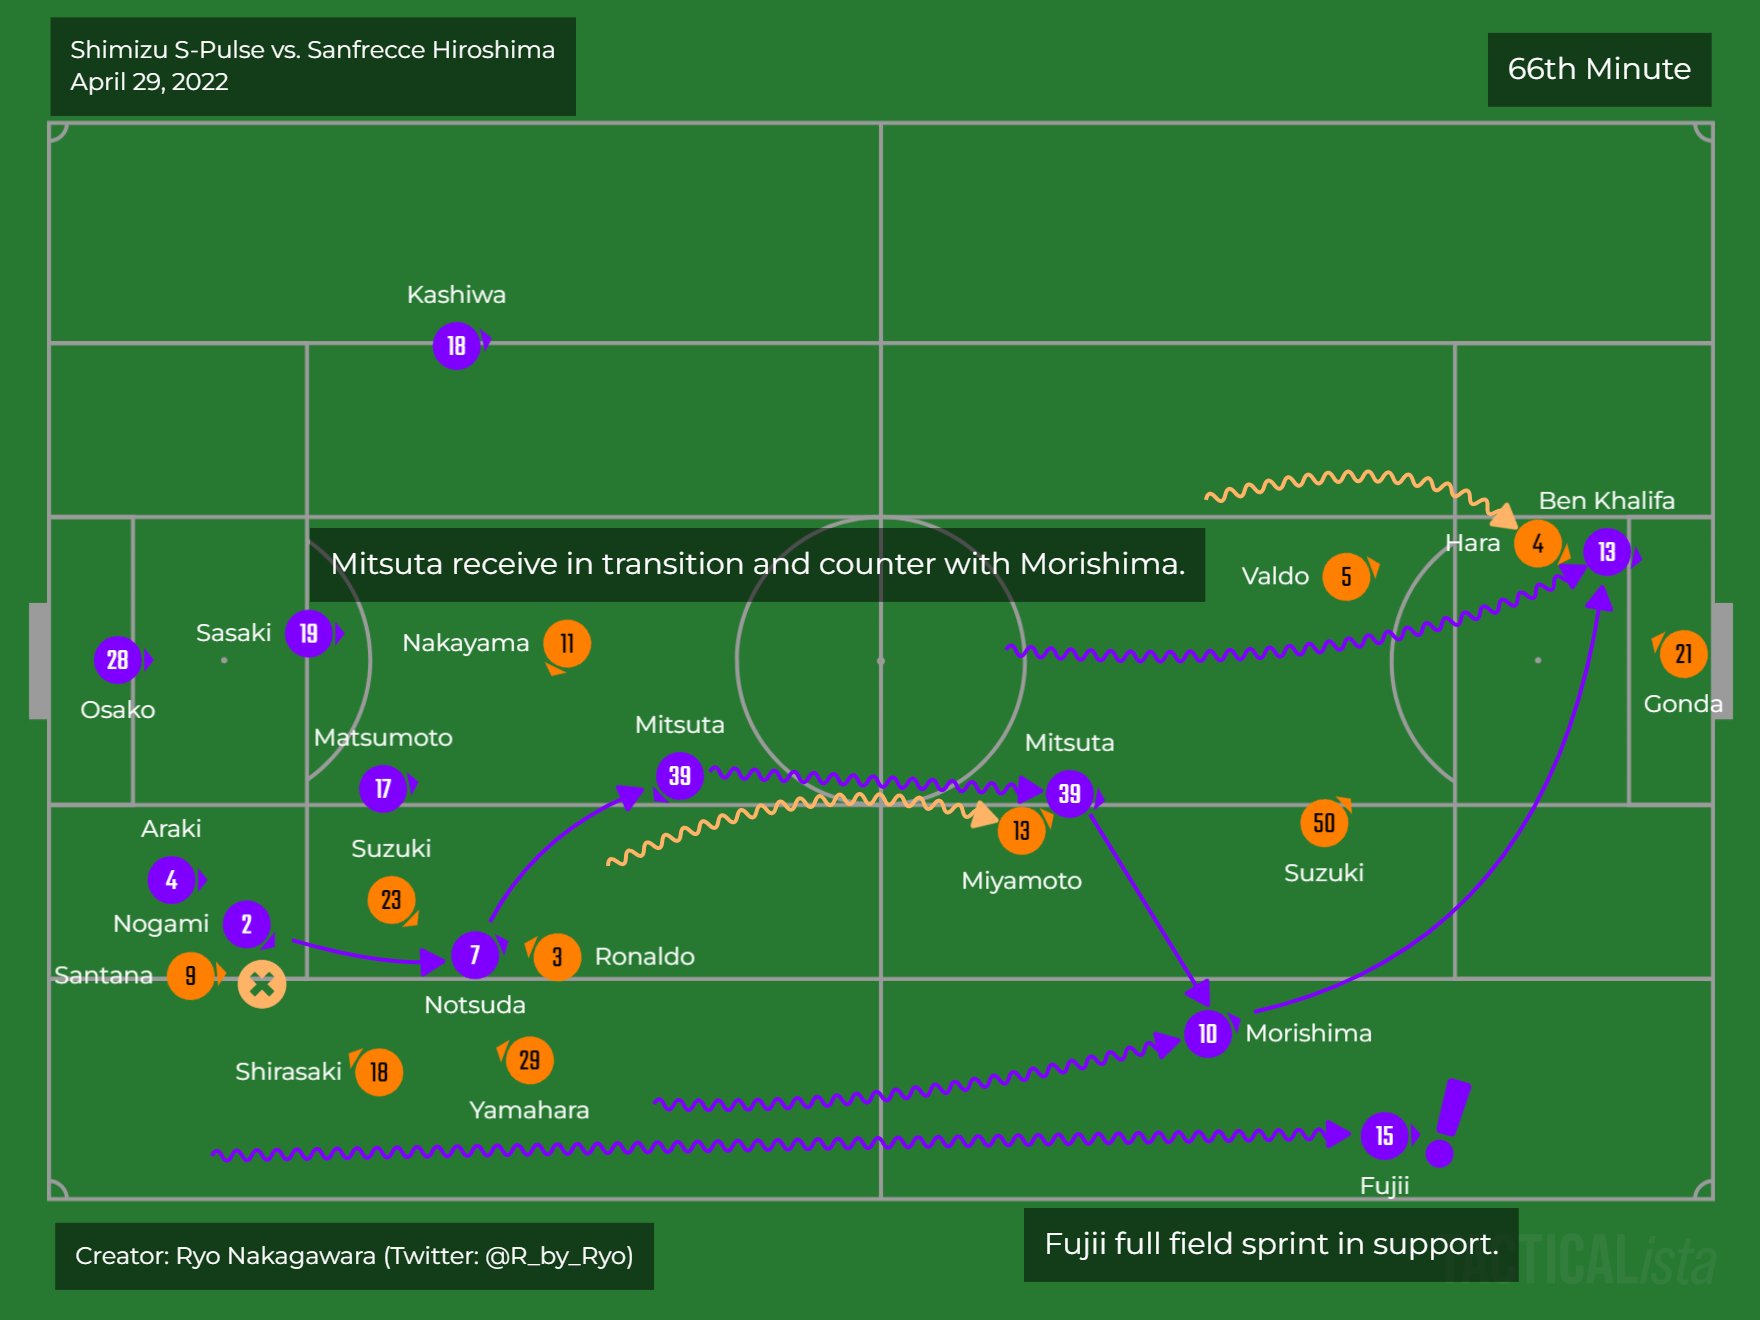 Shimizu S-Pulse vs. Sanfrecce Hiroshima
April 29, 2022
66th Minute
Kashiwa
18
Ben Khalifa
Hara 4
13
Mitsuta receive in transition and counter with Morishima.
Valdo 5
Sasaki 19
Nakayama 11
28
Osako
21
Gonda
Mitsuta
39
Matsumoto
17
Mitsuta
39
13
Miyamoto
50
Suzuki
Araki
4
Suzuki
23
Nogami 2
Santana 9
7
Notsuda
3 Ronaldo
10 Morishima
Shirasaki 18
29
Yamahara
15
Fujii
Fujii full field sprint in support.
Creator: Ryo Nakagawara (Twitter: @R_by_Ryo)
TACTICALista